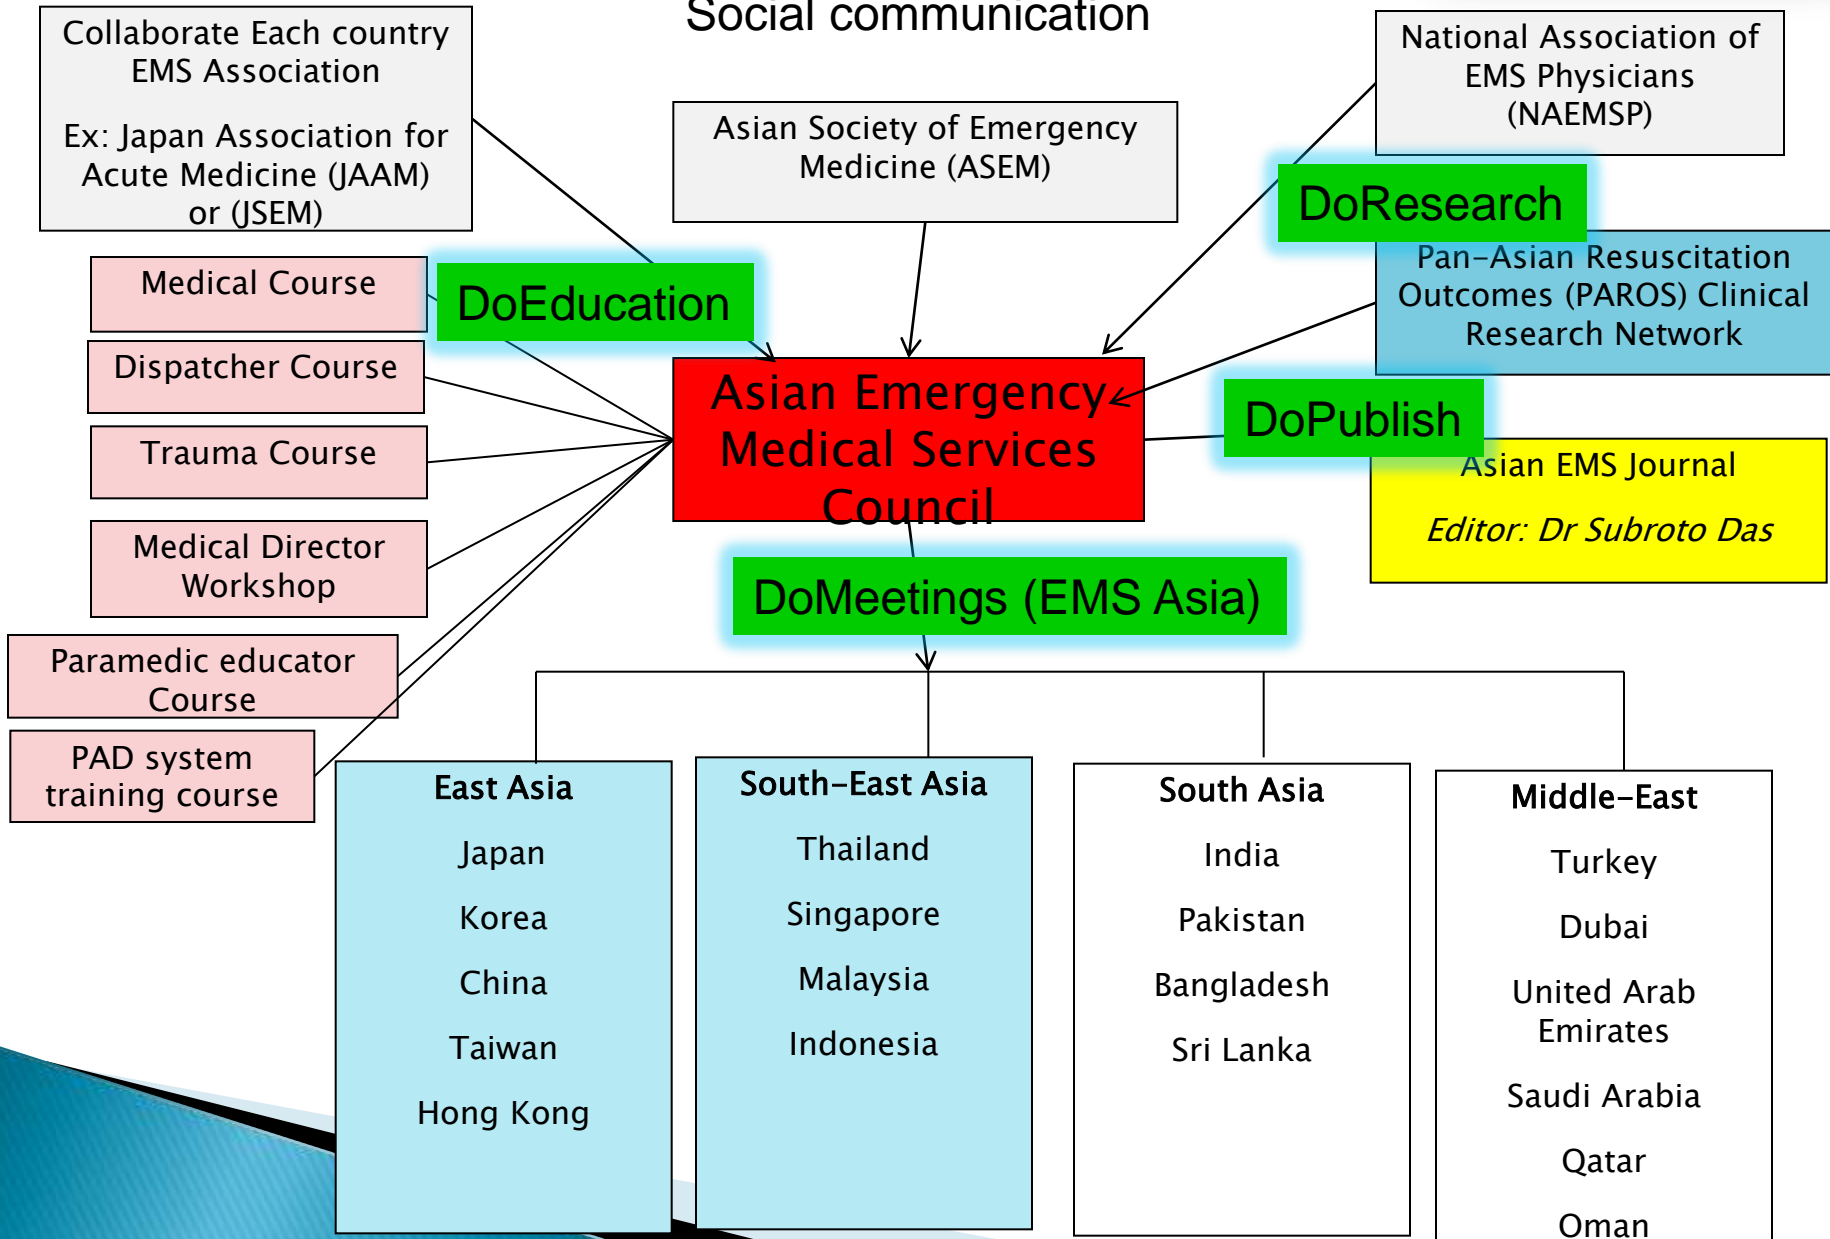 Social communication
Collaborate Each country
EMS Association
Ex: Japan Association for
Acute Medicine (JAAM)
or (JSEM)
Asian Society of Emergency
Medicine (ASEM)
National Association of
EMS Physicians
(NAEMSP)
DoResearch
Pan-Asian Resuscitation
Outcomes (PAROS) Clinical
Research Network
DoEducation
Medical Course
Dispatcher Course
Trauma Course
Medical Director
Workshop
Paramedic educator
Course
PAD system
training course
Asian Emergency
Medical Services
Council
DoPublish
Asian EMS Journal
Editor: Dr Subroto Das
DoMeetings (EMS Asia)
East Asia
Japan
Korea
China
Taiwan
Hong Kong
South-East Asia
Thailand
Singapore
Malaysia
Indonesia
South Asia
India
Pakistan
Bangladesh
Sri Lanka
Middle-East
Turkey
Dubai
United Arab
Emirates
Saudi Arabia
Qatar
Oman